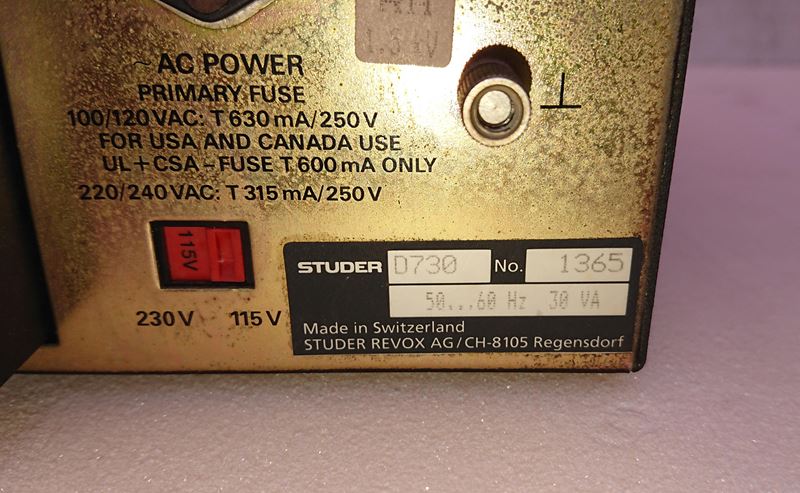 ~ AC POWER
PRIMARY FUSE
100/120 VAC: T 630 mA/250 V
FOR USA AND CANADA USE
UL + CSA – FUSE T 600 mA ONLY
220/240 VAC: T 315 mA/250 V
115V
230 V 115 V
STUDER D730 No. 1365
50...60 Hz 30 VA
Made in Switzerland
STUDER REVOX AG/CH-8105 Regensdorf